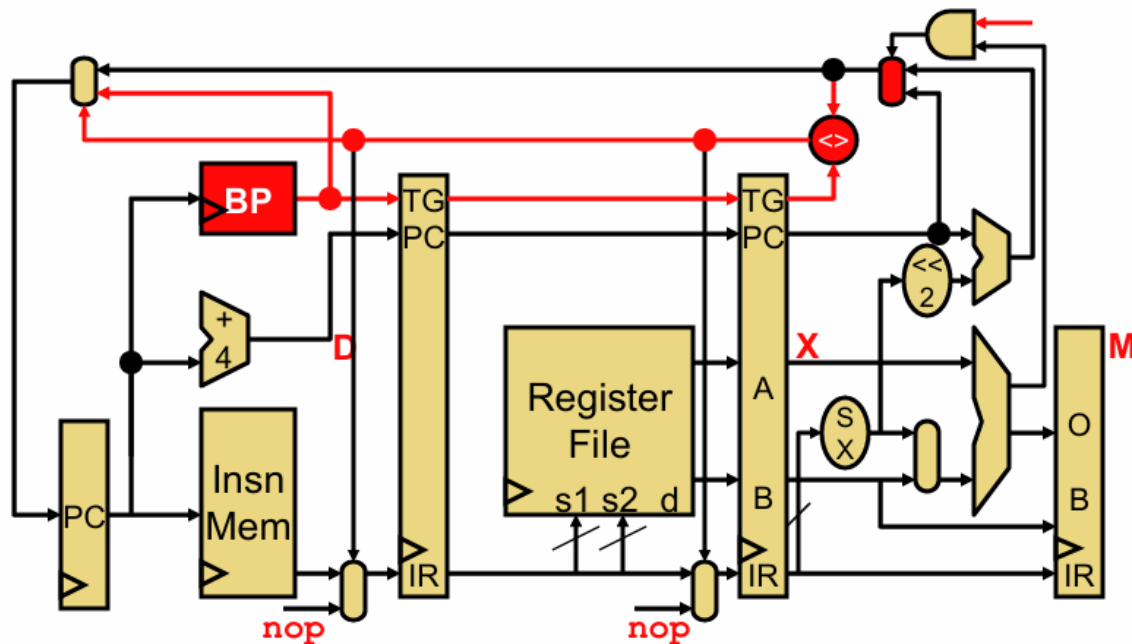 <>
BP
TG
TG
PC
PC
<<
2
+
4
D
X
M
Register
File
A
S
X
O
Insn
Mem
PC
s1 s2 d
B
B
IR
IR
IR
nop
nop